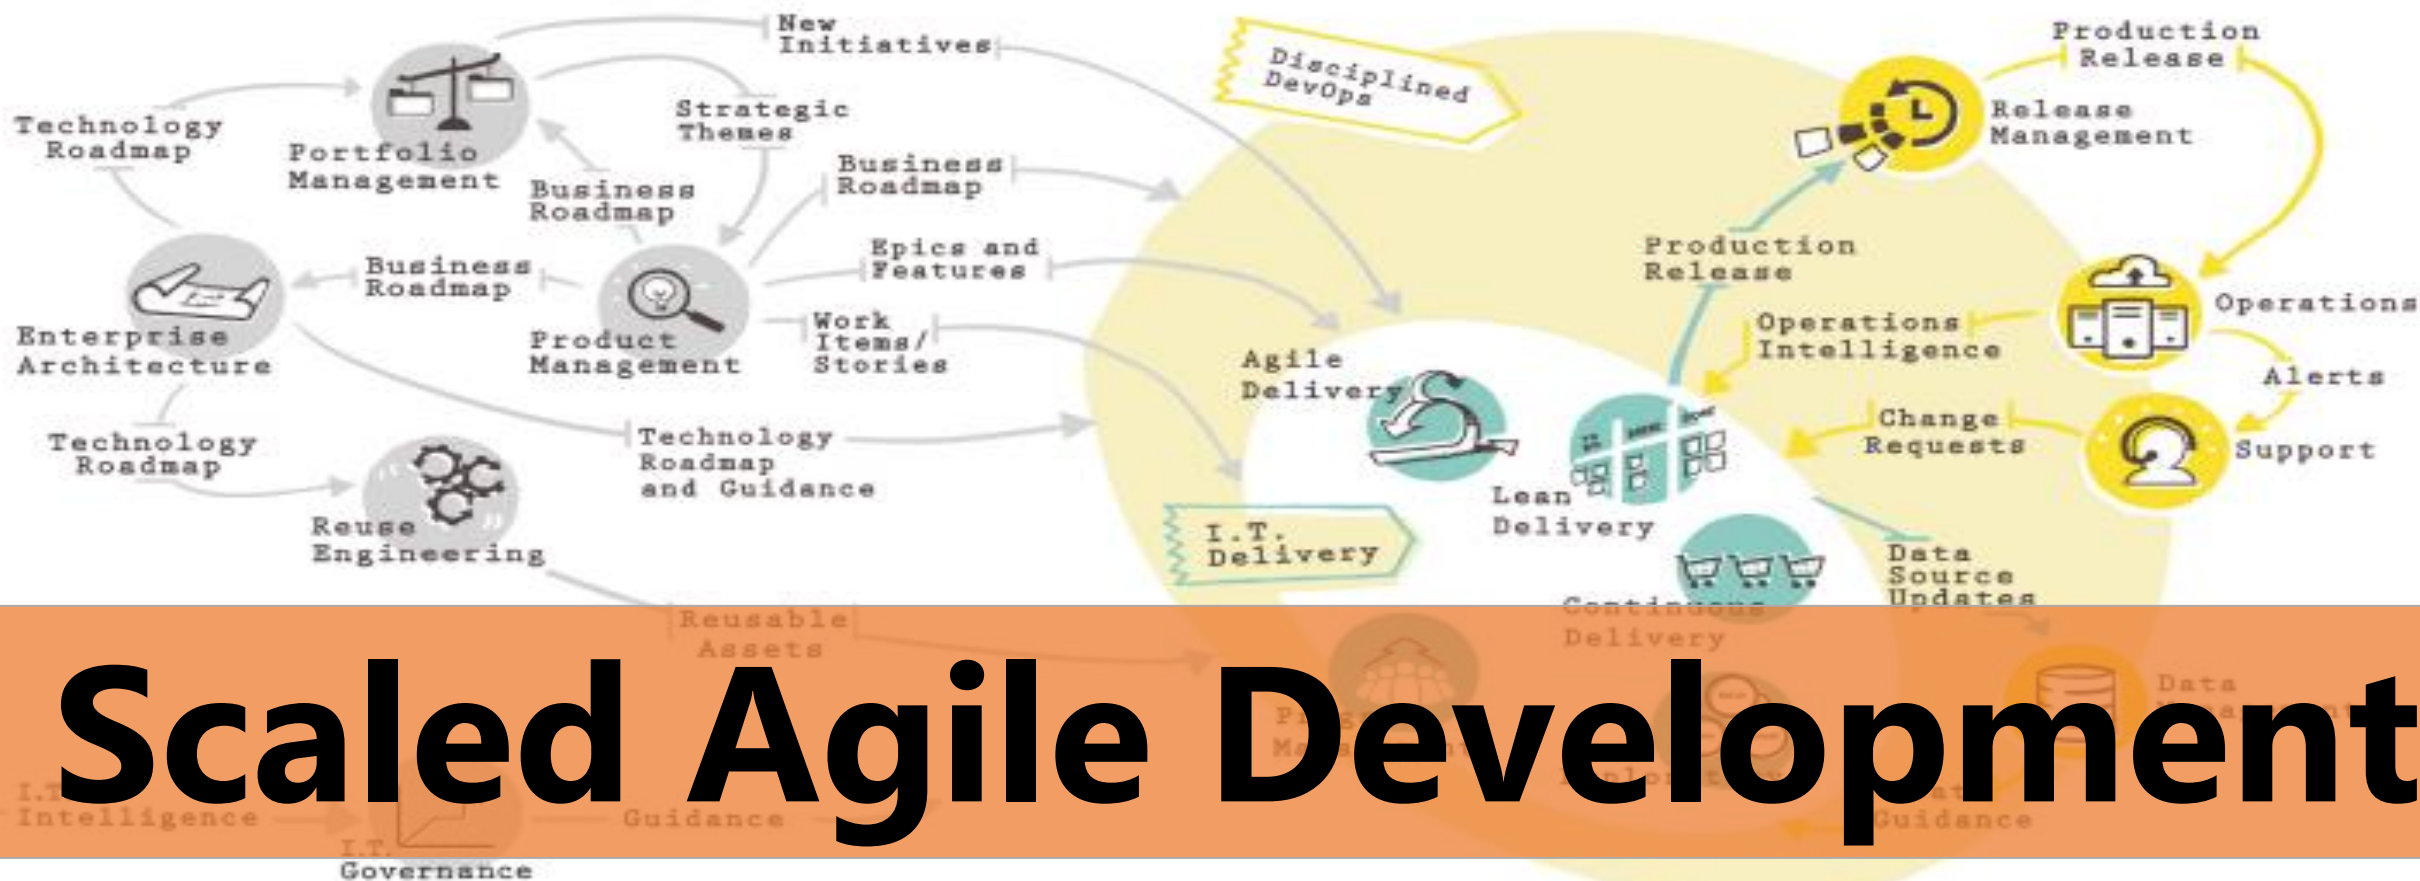 New
Initiatives
Technology
Roadmap
Portfolio
Management
Strategic
Themes
Business
Roadmap
Business
Roadmap
Business
Roadmap
Epics and
Features
Enterprise
Architecture
Product
Management
Work
Items/
Stories
Technology
Roadmap
Technology
Roadmap
and Guidance
Reuse
Engineering
Reusable
Assets
Disciplined
DevOps
Production
Release
Release
Management
Production
Release
Operations
Operations
Intelligence
Alerts
Change
Requests
Support
Agile
Delivery
Lean
Delivery
I.T.
Delivery
Continuous
Delivery
Data
Source
Updates
Data
Scaled Agile Development
Intelligence
Guidance
Guidance
I.T.
Governance